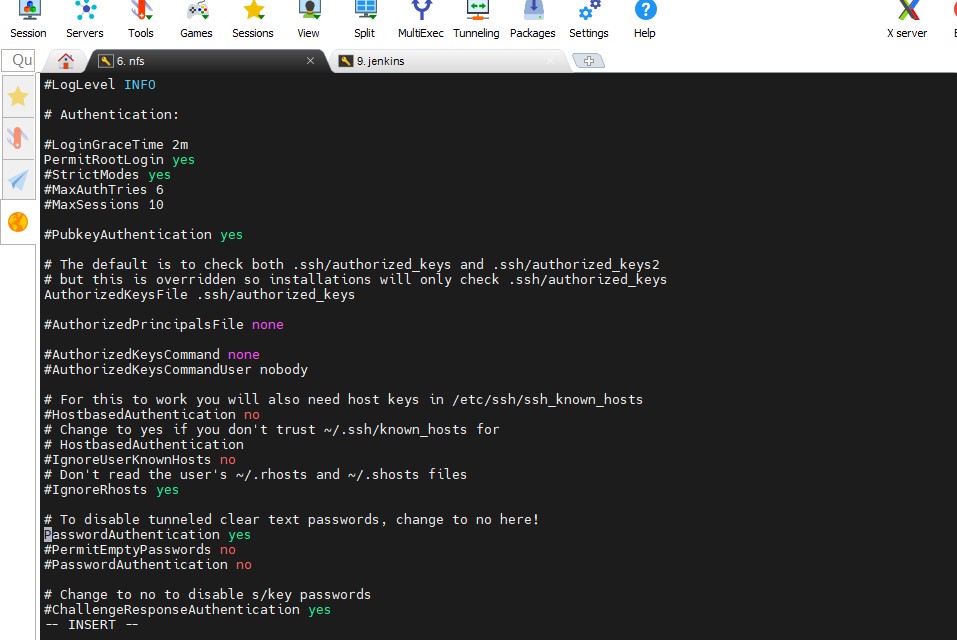 Session Servers Tools Games Sessions View Split MultiExec Tunneling Packages Settings Help X server
Qu 6. nfs 9. jenkins
#LogLevel INFO
# Authentication:
#LoginGraceTime 2m
PermitRootLogin yes
#StrictModes yes
#MaxAuthTries 6
#MaxSessions 10
#PubkeyAuthentication yes
# The default is to check both .ssh/authorized_keys and .ssh/authorized_keys2
# but this is overridden so installations will only check .ssh/authorized_keys
AuthorizedKeysFile .ssh/authorized_keys
#AuthorizedPrincipalsFile none
#AuthorizedKeysCommand none
#AuthorizedKeysCommandUser nobody
# For this to work you will also need host keys in /etc/ssh/ssh_known_hosts
#HostbasedAuthentication no
# Change to yes if you don't trust ~/.ssh/known_hosts for
# HostbasedAuthentication
#IgnoreUserKnownHosts no
# Don't read the user's ~/.rhosts and ~/.shosts files
#IgnoreRhosts yes
# To disable tunneled clear text passwords, change to no here!
PasswordAuthentication yes
#PermitEmptyPasswords no
#PasswordAuthentication no
# Change to no to disable s/key passwords
#ChallengeResponseAuthentication yes
-- INSERT --